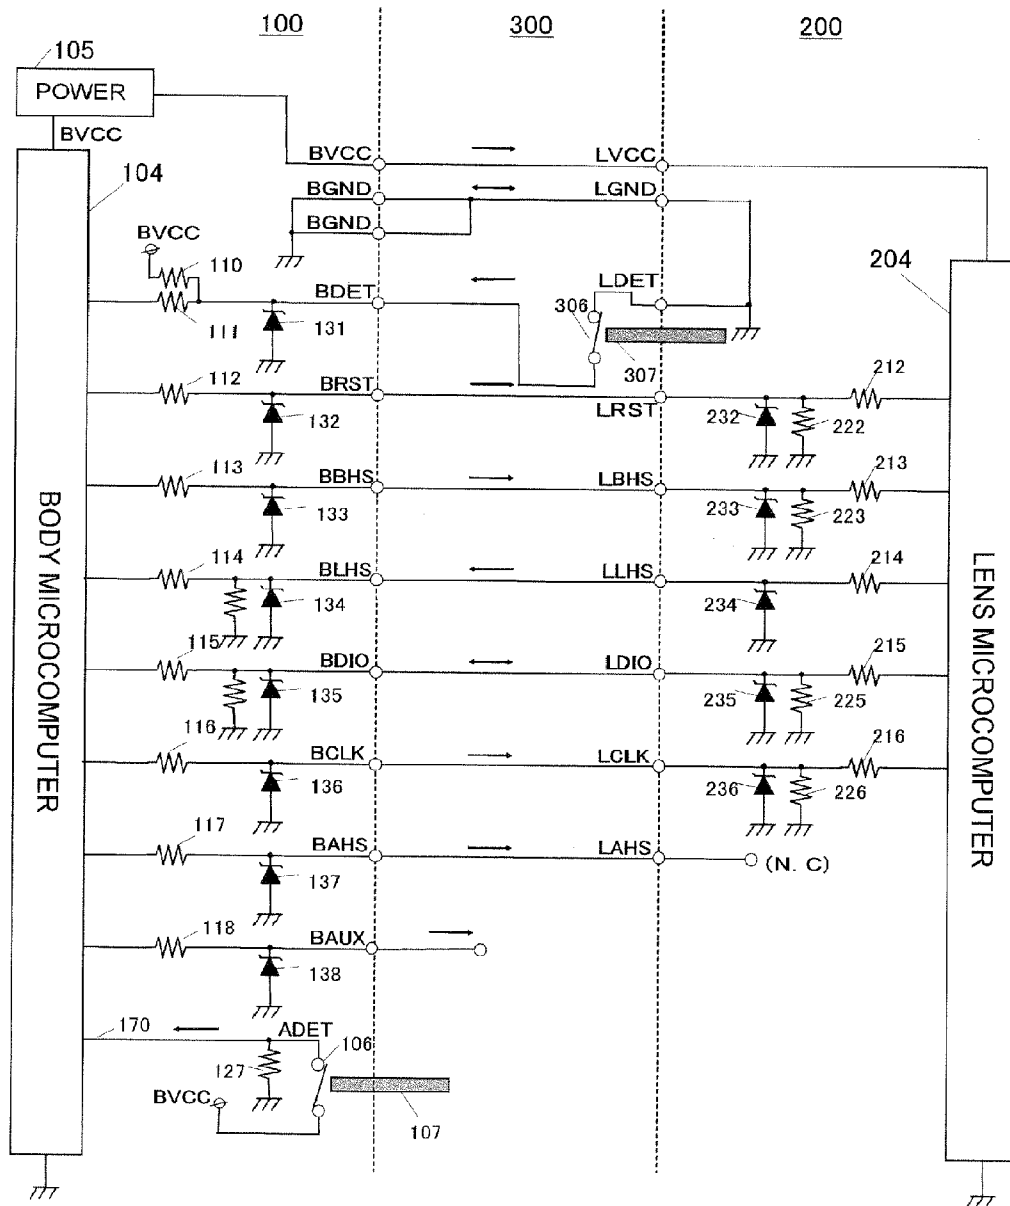 100 300 200
105
POWER
BVCC
104
BVCC LVCC
BGND LGND
BGND
BVCC
110
BDET LDET
204
111 131 306
307
112 BRST 212
132 LRST 232 222
113 BBHS LBHS 213
133 233 223
114 BLHS LLHS 214
134 234
115 BDIO LDIO 215
135 235 225
116 BCLK LCLK 216
136 236 226
117 BAHS LAHS
137 (N. C)
118 BAUX
138
170 ADET 106
127
BVCC
107
BODY MICROCOMPUTER
LENS MICROCOMPUTER